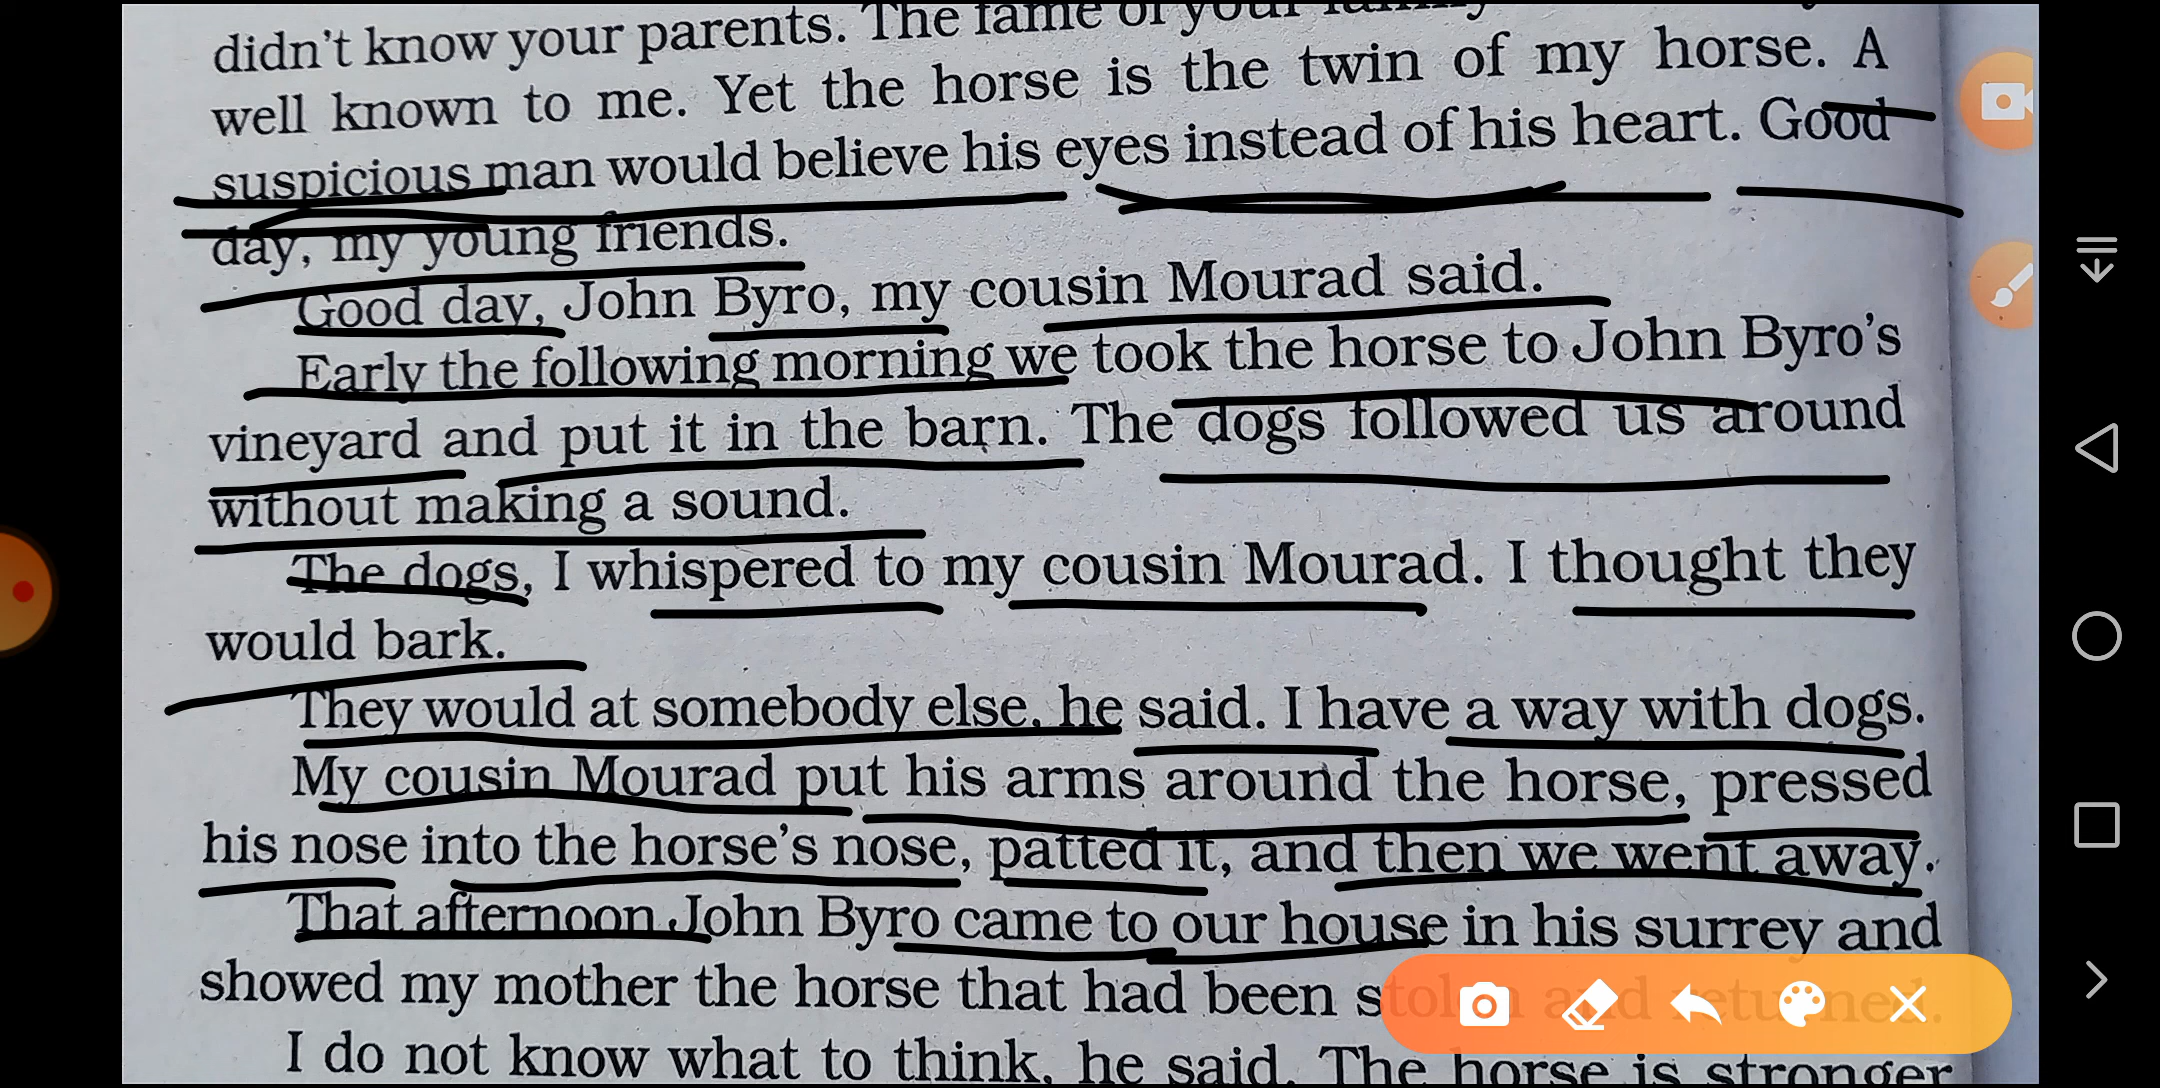 didn't know your parents. The fame of your family
well known to me. Yet the horse is the twin of my horse. A
suspicious man would believe his eyes instead of his heart. Good
day, my young friends.
Good day, John Byro, my cousin Mourad said.
Early the following morning we took the horse to John Byro's
vineyard and put it in the barn. The dogs followed us around
without making a sound.
The dogs, I whispered to my cousin Mourad. I thought they
would bark.
They would at somebody else, he said. I have a way with dogs.
My cousin Mourad put his arms around the horse, pressed
his nose into the horse's nose, patted it, and then we went away.
That afternoon John Byro came to our house in his surrey and
showed my mother the horse that had been stolen and returned.
I do not know what to think, he said. The horse is stronger